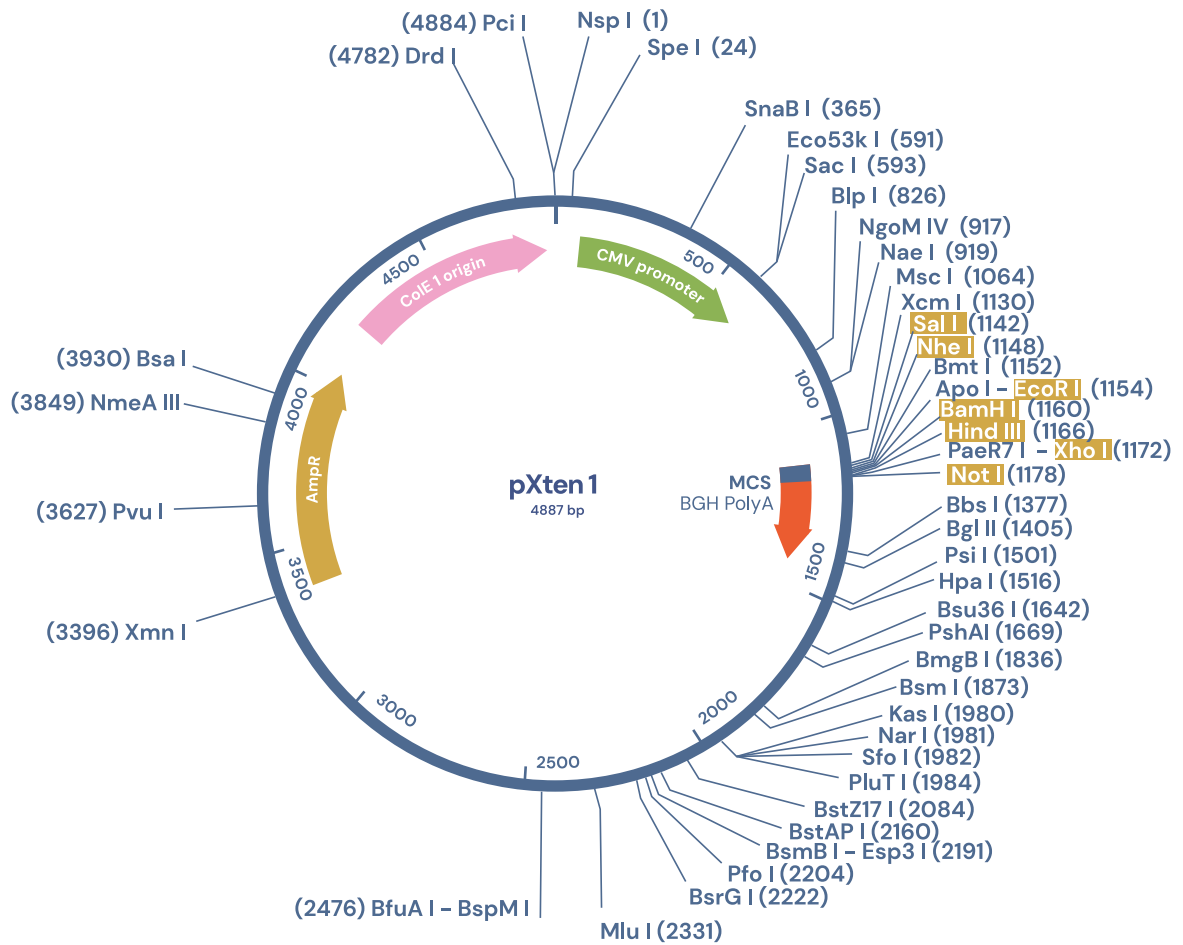 (4884) Pci I
Nsp I (1)
(4782) Drd I
Spe I (24)
SnaB I (365)
Eco53k I (591)
Sac I (593)
Blp I (826)
NgoM IV (917)
Nae I (919)
Msc I (1064)
Xcm I (1130)
Sal I (1142)
Nhe I (1148)
Bmt I (1152)
Apo I - EcoR I (1154)
BamH I (1160)
Hind III (1166)
PaeR7 I - Xho I (1172)
Not I (1178)
Bbs I (1377)
Bgl II (1405)
Psi I (1501)
Hpa I (1516)
Bsu36 I (1642)
PshAI (1669)
BmgB I (1836)
Bsm I (1873)
Kas I (1980)
Nar I (1981)
Sfo I (1982)
PluT I (1984)
BstZ17 I (2084)
BstAP I (2160)
BsmB I - Esp3 I (2191)
Pfo I (2204)
BsrG I (2222)
Mlu I (2331)
(2476) BfuA I - BspM I
(3396) Xmn I
(3627) Pvu I
(3849) NmeA III
(3930) Bsa I
500
1000
1500
2000
2500
3000
3500
4000
4500
ColE 1 origin
CMV promoter
AmpR
MCS
BGH PolyA
pXten 1
4887 bp